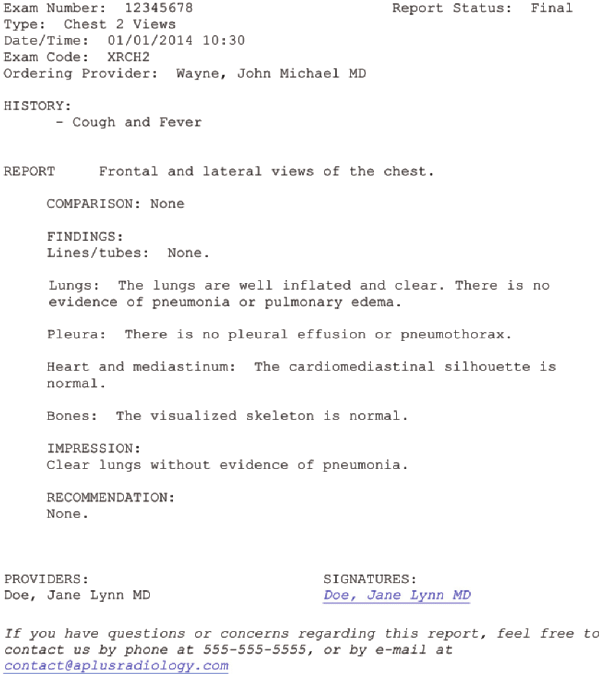 Exam Number: 12345678 Report Status: Final
Type: Chest 2 Views
Date/Time: 01/01/2014 10:30
Exam Code: XRCH2
Ordering Provider: Wayne, John Michael MD
HISTORY:
- Cough and Fever
REPORT Frontal and lateral views of the chest.
COMPARISON: None
FINDINGS:
Lines/tubes: None.
Lungs: The lungs are well inflated and clear. There is no
evidence of pneumonia or pulmonary edema.
Pleura: There is no pleural effusion or pneumothorax.
Heart and mediastinum: The cardiomediastinal silhouette is
normal.
Bones: The visualized skeleton is normal.
IMPRESSION:
Clear lungs without evidence of pneumonia.
RECOMMENDATION:
None.
PROVIDERS: SIGNATURES:
Doe, Jane Lynn MD Doe, Jane Lynn MD
If you have questions or concerns regarding this report, feel free to
contact us by phone at 555-555-5555, or by e-mail at
contact@aplusradiology.com